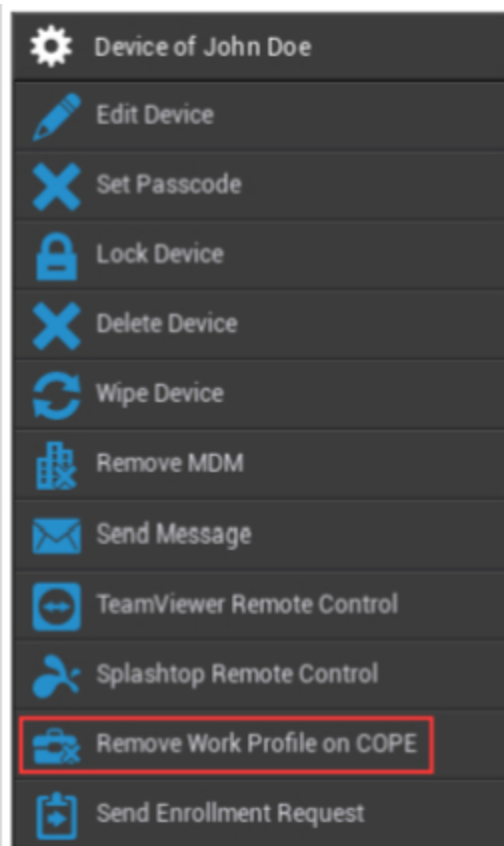 Device of John Doe
Edit Device
Set Passcode
Lock Device
Delete Device
Wipe Device
Remove MDM
Send Message
TeamViewer Remote Control
Splashtop Remote Control
Remove Work Profile on COPE
Send Enrollment Request